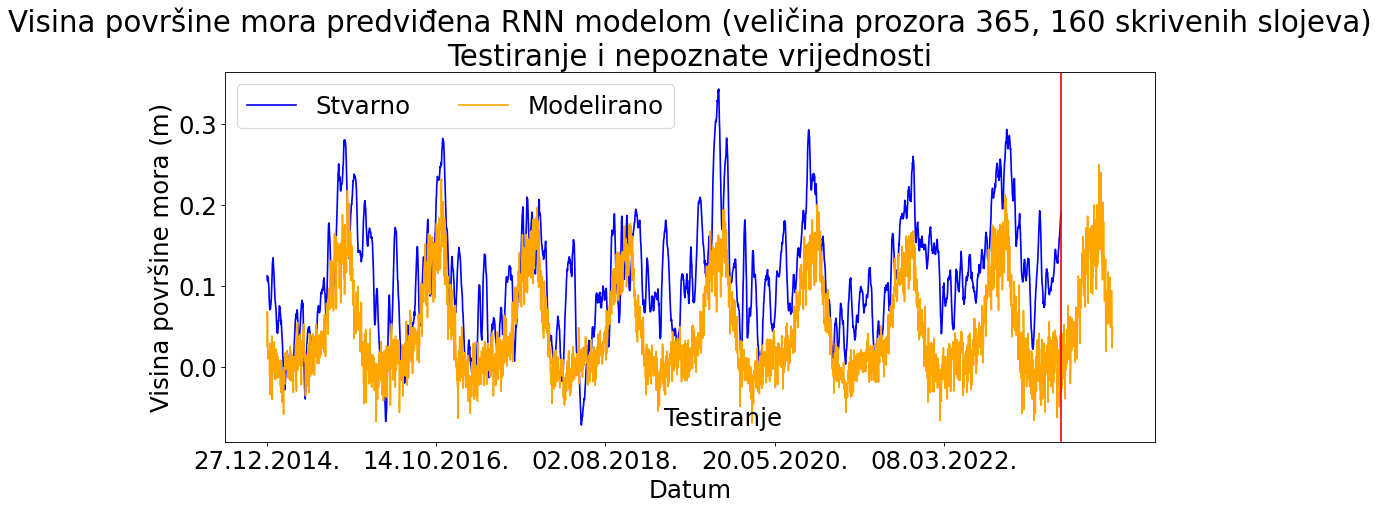 Visina površine mora predviđena RNN modelom (veličina prozora 365, 160 skrivenih slojeva)
Testiranje i nepoznate vrijednosti
Stvarno
Modelirano
Visina površine mora (m)
0.3
0.2
0.1
0.0
Testiranje
27.12.2014.
14.10.2016.
02.08.2018.
20.05.2020.
08.03.2022.
Datum